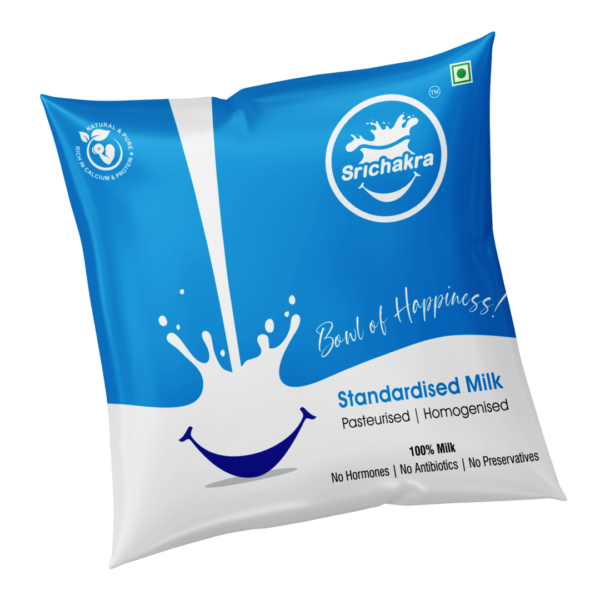 NATURAL & PURE
RICH IN CALCIUM & PROTEIN
TM
Srichakra
Bowl of Happiness!
Standardised Milk
Pasteurised | Homogenised
100% Milk
No Hormones | No Antibiotics | No Preservatives